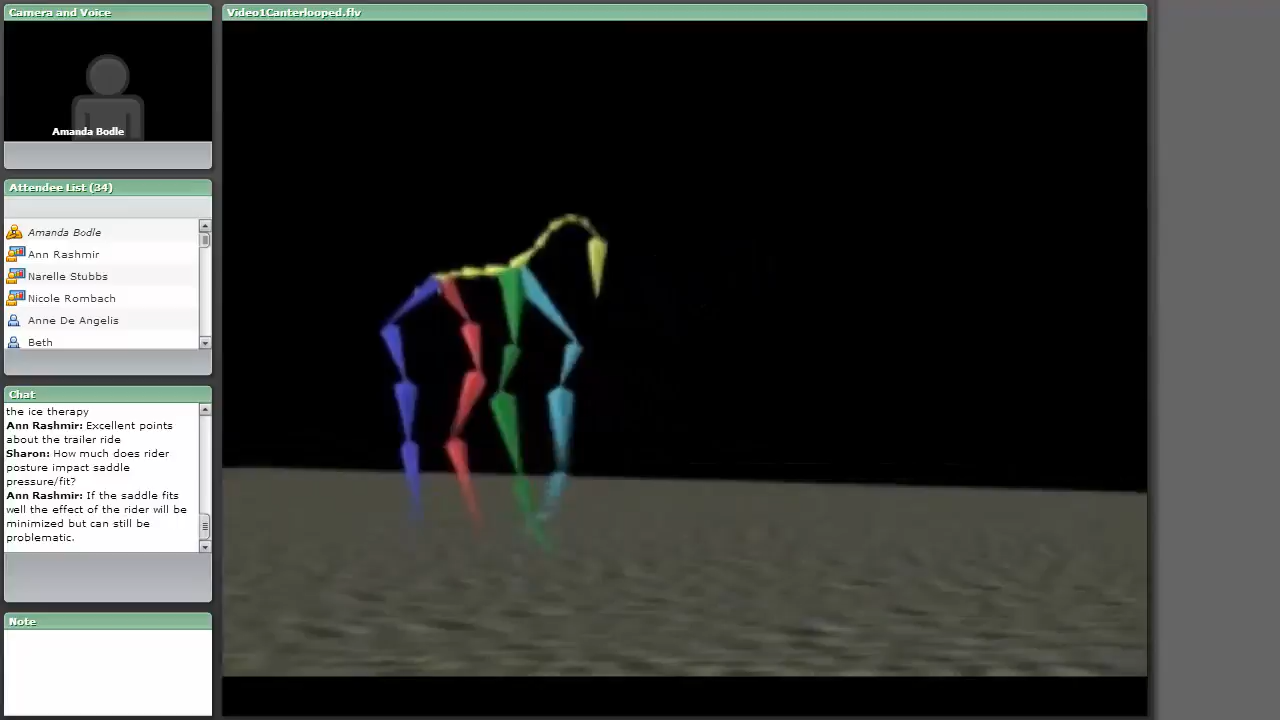 Camera and Voice
Amanda Bodle
Attendee List (34)
Amanda Bodle
Ann Rashmir
Narelle Stubbs
Nicole Rombach
Anne De Angelis
Beth
Chat
the ice therapy
Ann Rashmir: Excellent points
about the trailer ride
Sharon: How much does rider
posture impact saddle
pressure/fit?
Ann Rashmir: If the saddle fits
well the effect of the rider will be
minimized but can still be
problematic.
Note
Video1Canterlooped.flv